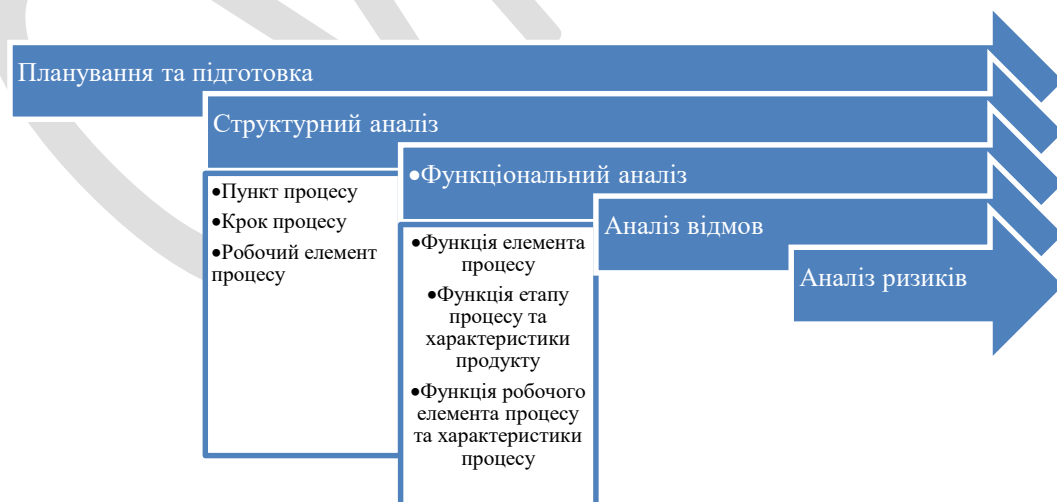 Планування та підготовка
Структурний аналіз
•Пункт процесу
•Крок процесу
•Робочий елемент
процесу
•Функціональний аналіз
•Функція елемента
процесу
•Функція етапу
процесу та
характеристики
продукту
•Функція робочого
елемента процесу
та характеристики
процесу
Аналіз відмов
Аналіз ризиків